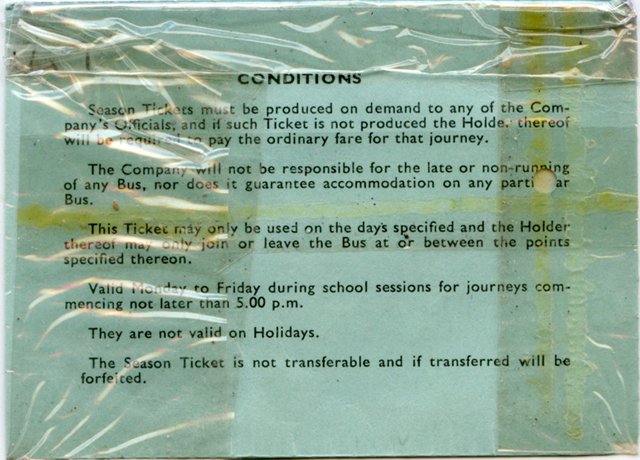 CONDITIONS
Season Tickets must be produced on demand to any of the Com-
pany's Officials, and if such Ticket is not produced the Holder thereof
will be required to pay the ordinary fare for that journey.
The Company will not be responsible for the late or non-running
of any Bus, nor does it guarantee accommodation on any parti ar
Bus.
This Ticket may only be used on the days specified and the Holder
thereof may only join or leave the Bus at or between the points
specified thereon.
Valid Monday to Friday during school sessions for journeys com-
mencing not later than 5.00 p.m.
They are not valid on Holidays.
The Season Ticket is not transferable and if transferred will be
forfeited.